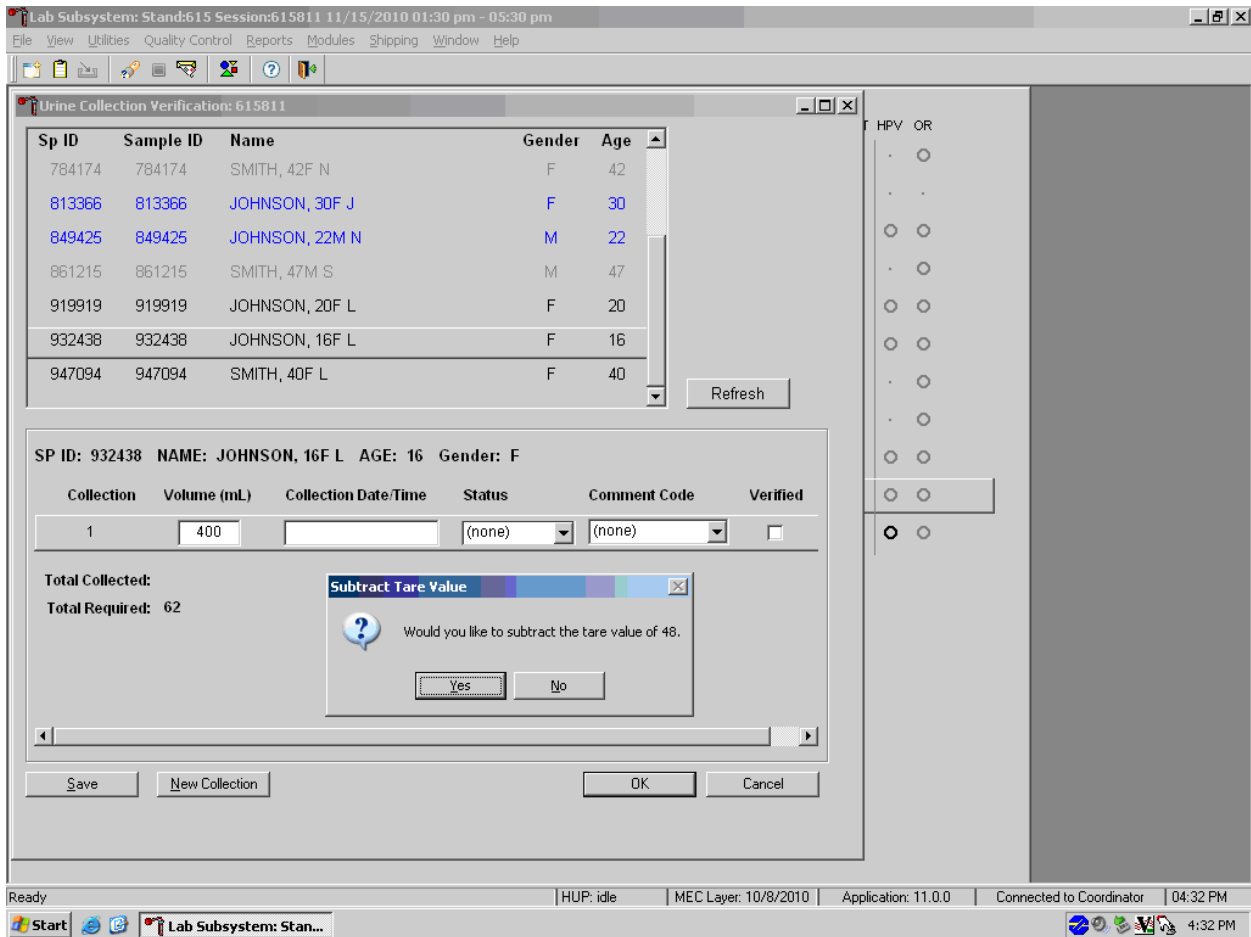 Lab Subsystem: Stand:615 Session:615811 11/15/2010 01:30 pm - 05:30 pm
File View Utilities Quality Control Reports Modules Shipping Window Help
Urine Collection Verification: 615811
HPV OR
Sp ID Sample ID Name Gender Age
784174 784174 SMITH, 42F N F 42
813366 813366 JOHNSON, 30F J F 30
849425 849425 JOHNSON, 22M N M 22
861215 861215 SMITH, 47M S M 47
919919 919919 JOHNSON, 20F L F 20
932438 932438 JOHNSON, 16F L F 16
947094 947094 SMITH, 40F L F 40
Refresh
SP ID: 932438 NAME: JOHNSON, 16F L AGE: 16 Gender: F
Collection Volume (mL) Collection Date/Time Status Comment Code Verified
1 400 (none) (none)
Total Collected:
Total Required: 62
Subtract Tare Value
Would you like to subtract the tare value of 48.
Yes No
Save New Collection OK Cancel
Ready HUP: idle MEC Layer: 10/8/2010 Application: 11.0.0 Connected to Coordinator 04:32 PM
Start Lab Subsystem: Stan... 4:32 PM